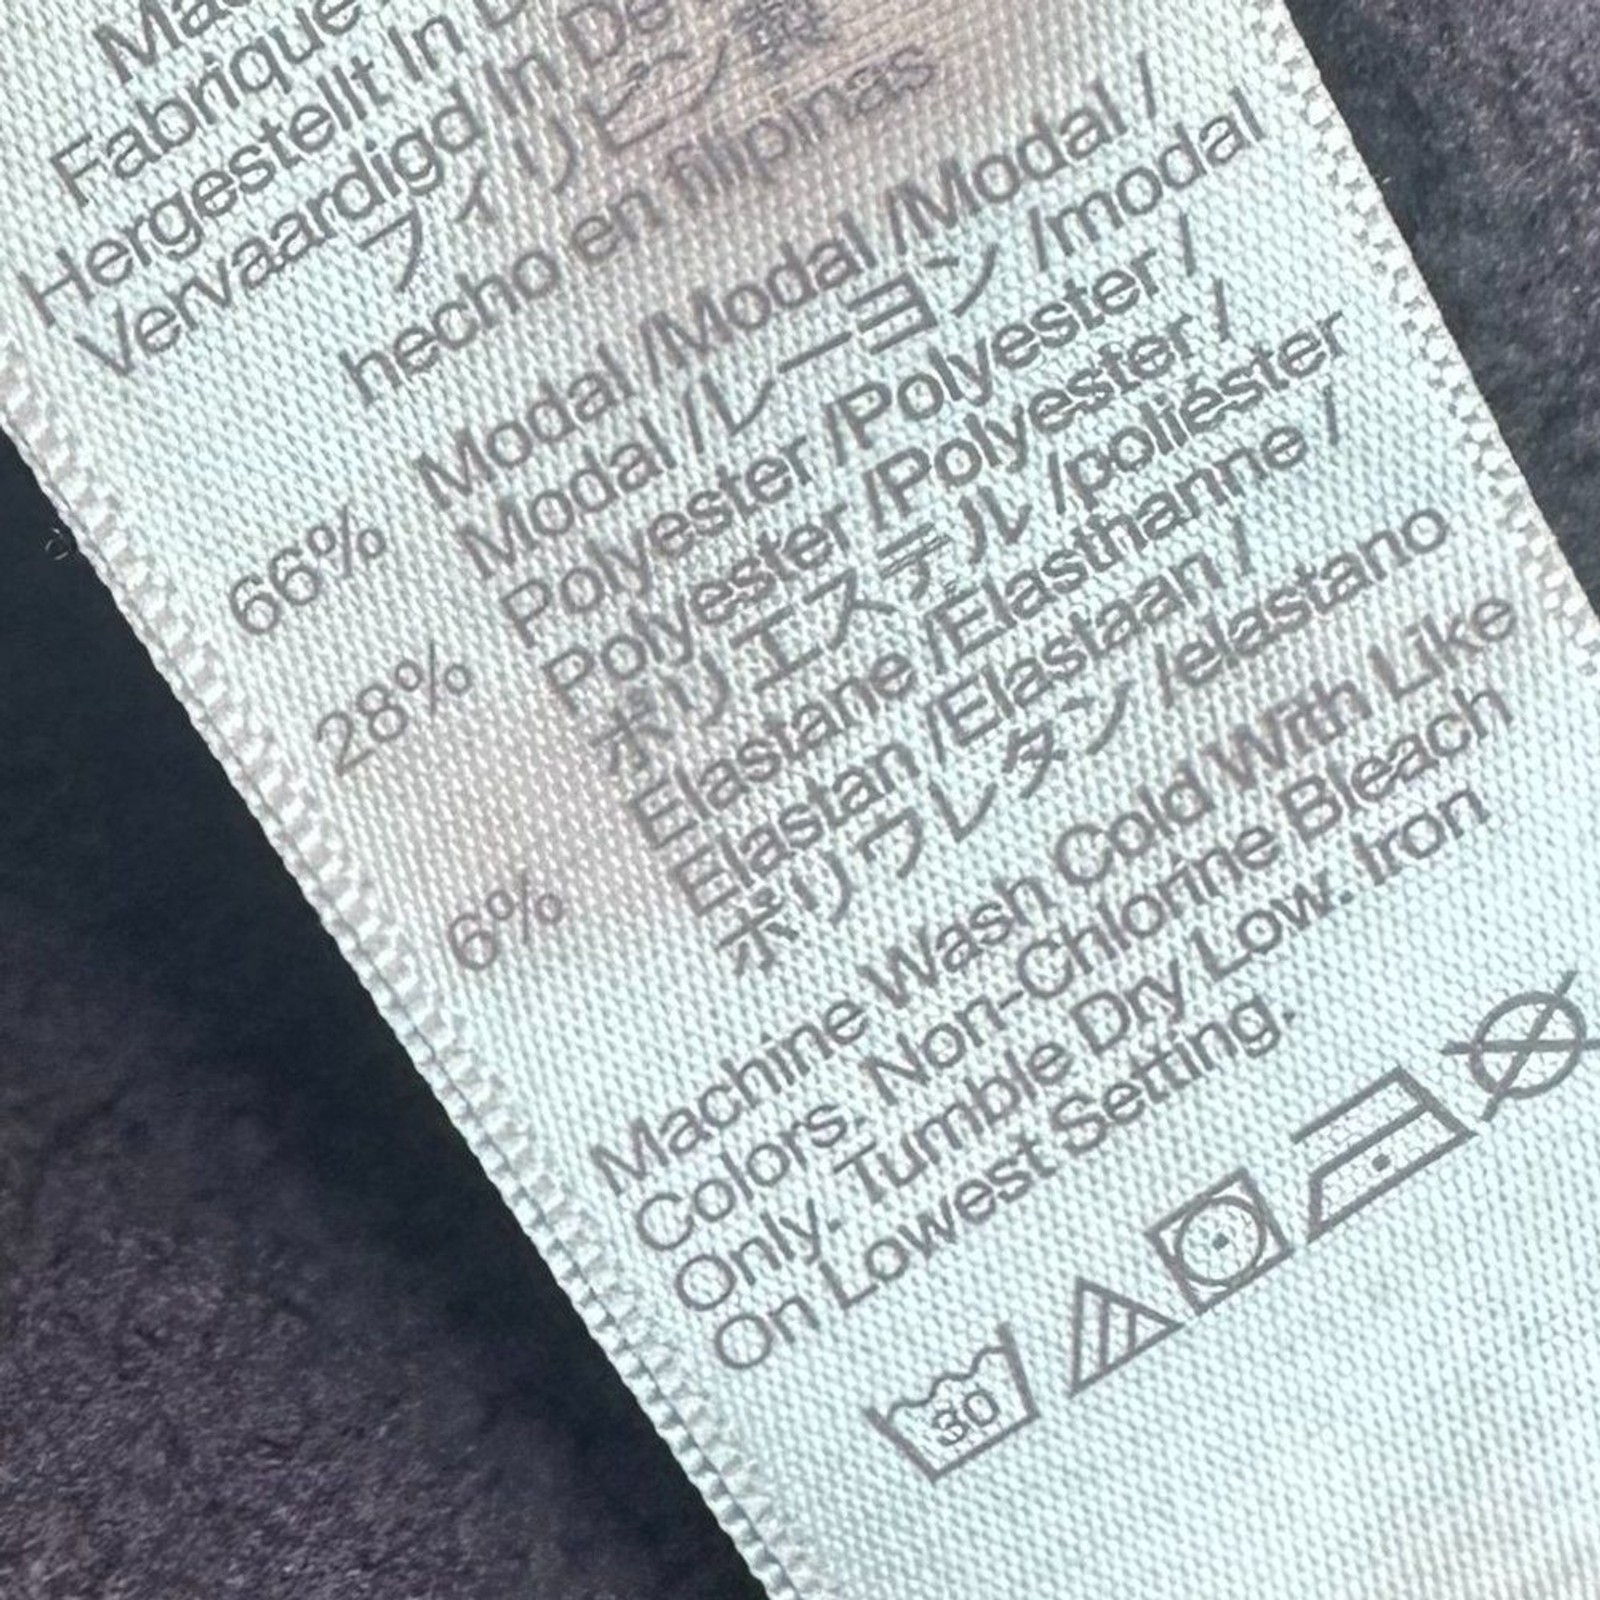 Fabrique
Hergestellt In
Vervaardigd In De
フィリピン製
hecho en filipinas
66% Modal /Modal /Modal /
Modal /レーヨン /modal
28% Polyester /Polyester /
Polyester /Polyester /
ポリエステル /poliéster
6% Elastane /Elasthanne /
Elastan /Elastaan /
ポリウレタン /elastano
Machine Wash Cold With Like
Colors. Non-Chlorine Bleach
Only. Tumble Dry Low. Iron
On Lowest Setting.
30